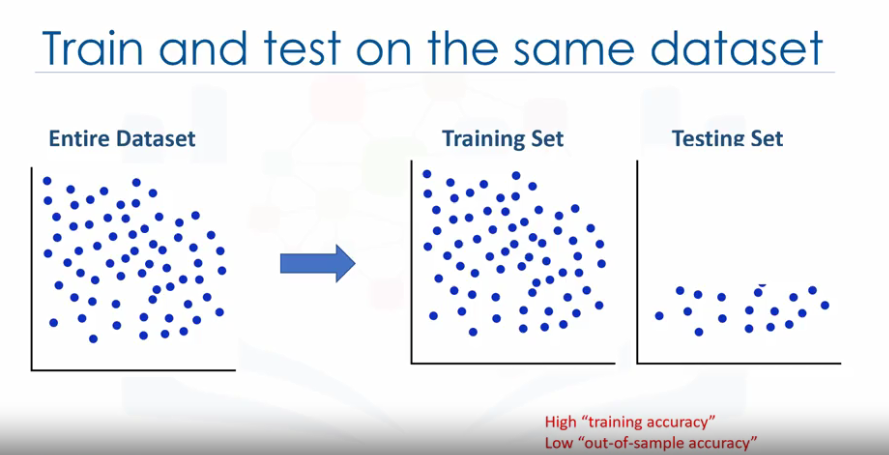 Train and test on the same dataset
Entire Dataset
Training Set
Testing Set
High “training accuracy”
Low “out-of-sample accuracy”